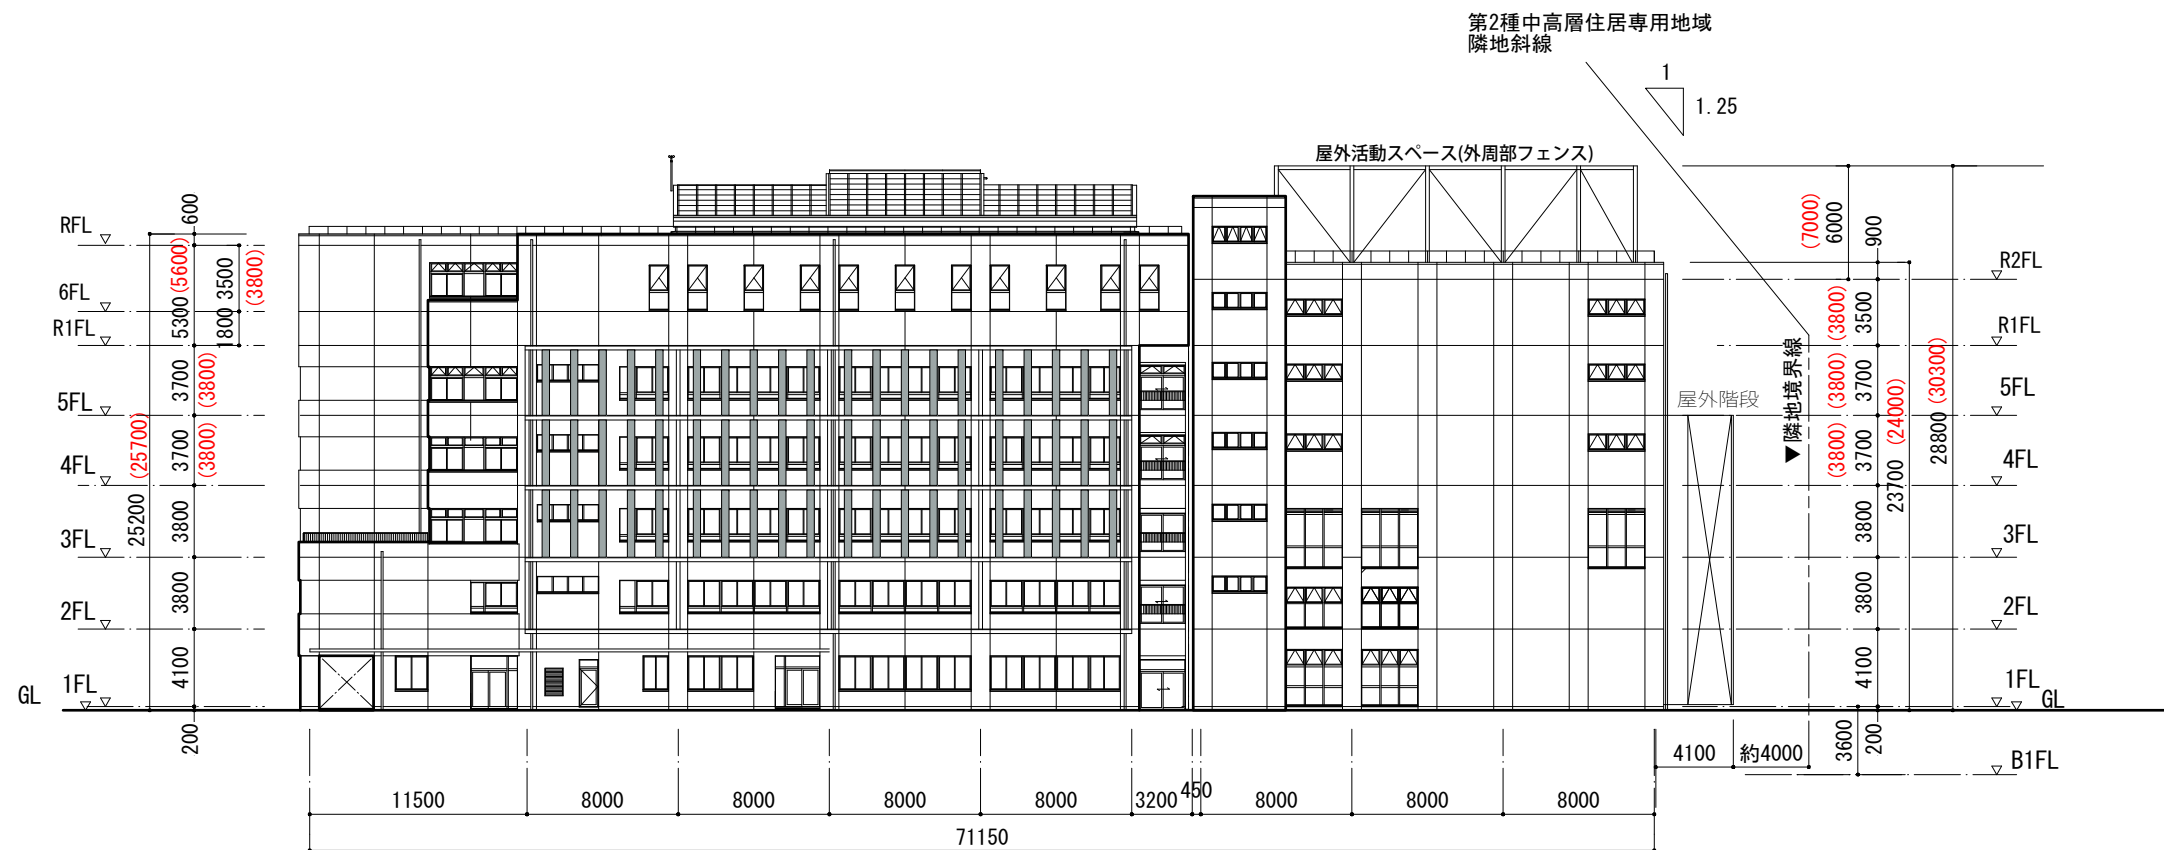 第2種中高層住居専用地域
隣地斜線
1
1.25
屋外活動スペース(外周部フェンス)
RFL
6FL
R1FL
5FL
4FL
3FL
2FL
1FL
GL
600
5300 (5600)
3500
(3800)
1800
3700
(3800)
3700
(3800)
(25700)
25200
3800
3800
4100
200
(7000)
6000
900
(3800)
3500
(3800)
3700
(3800)
3700
(24000)
23700
(30300)
28800
3800
3800
4100
200
3600
R2FL
R1FL
5FL
4FL
3FL
2FL
1FL
GL
B1FL
屋外階段
▼隣地境界線
4100
約4000
11500
8000
8000
8000
8000
3200
450
8000
8000
8000
71150